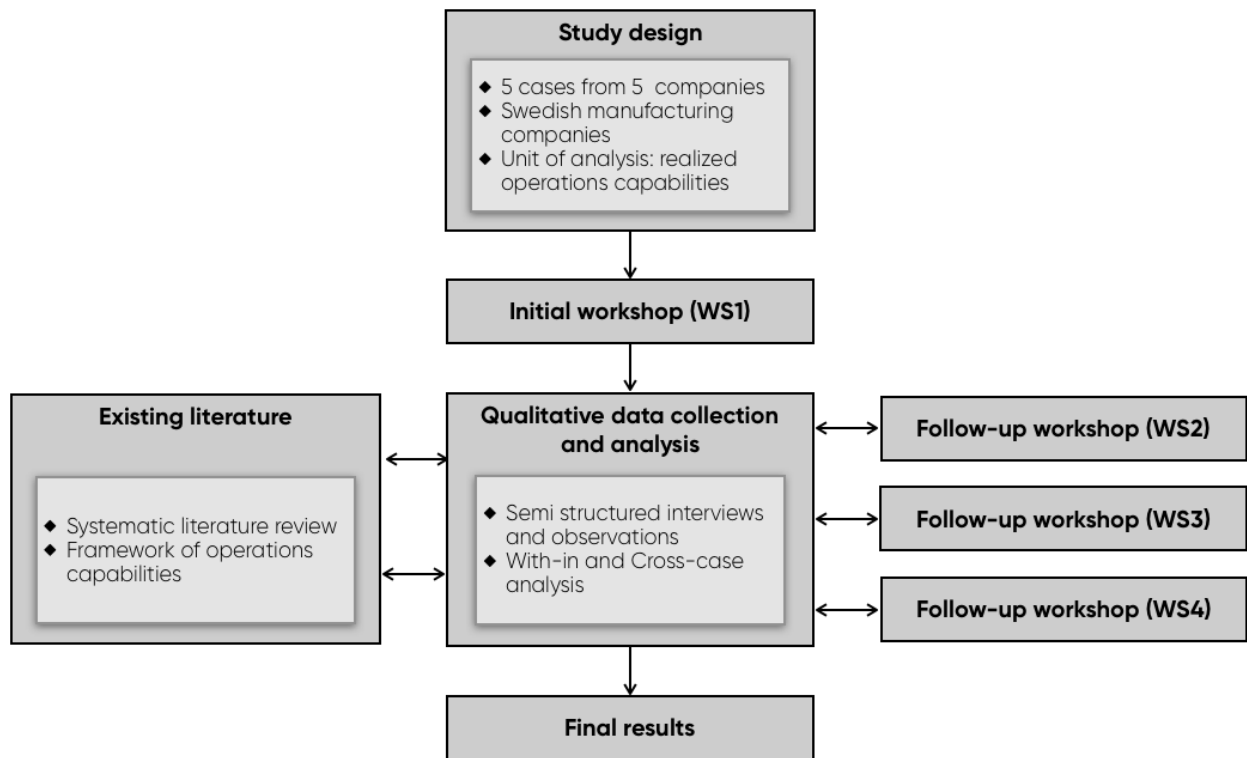 Study design
◆ 5 cases from 5 companies
◆ Swedish manufacturing
companies
◆ Unit of analysis: realized
operations capabilities
Initial workshop (WS1)
Existing literature
◆ Systematic literature review
◆ Framework of operations
capabilities
Qualitative data collection
and analysis
◆ Semi structured interviews
and observations
◆ With-in and Cross-case
analysis
Follow-up workshop (WS2)
Follow-up workshop (WS3)
Follow-up workshop (WS4)
Final results